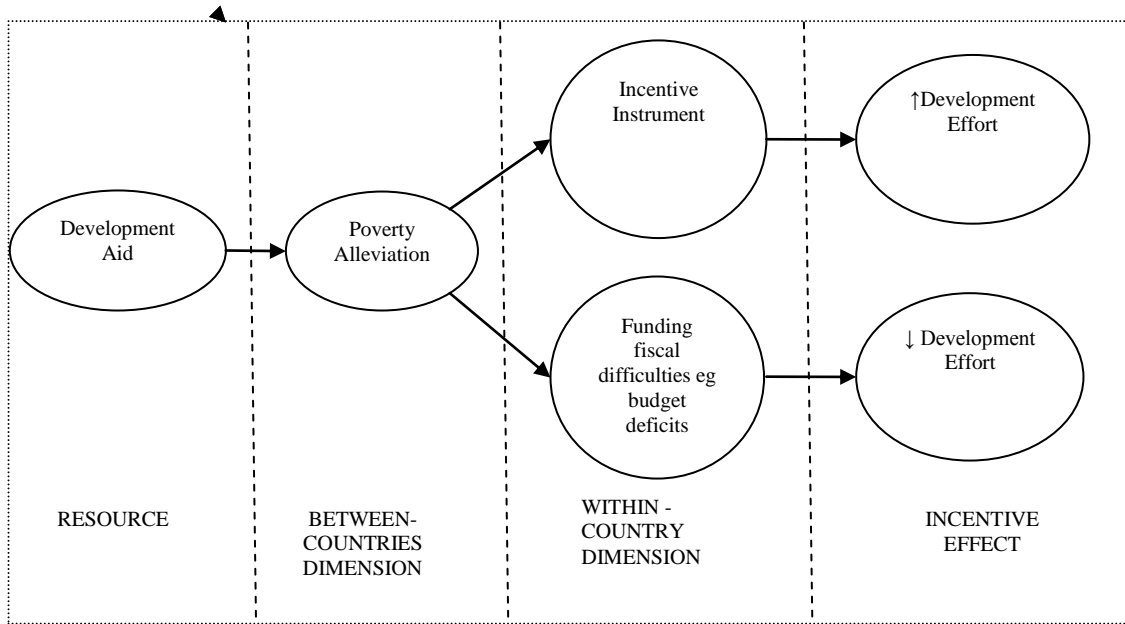 Development
Aid
Poverty
Alleviation
Incentive
Instrument
Funding
fiscal
difficulties eg
budget
deficits
↑Development
Effort
↓ Development
Effort
RESOURCE
BETWEEN-
COUNTRIES
DIMENSION
WITHIN -
COUNTRY
DIMENSION
INCENTIVE
EFFECT